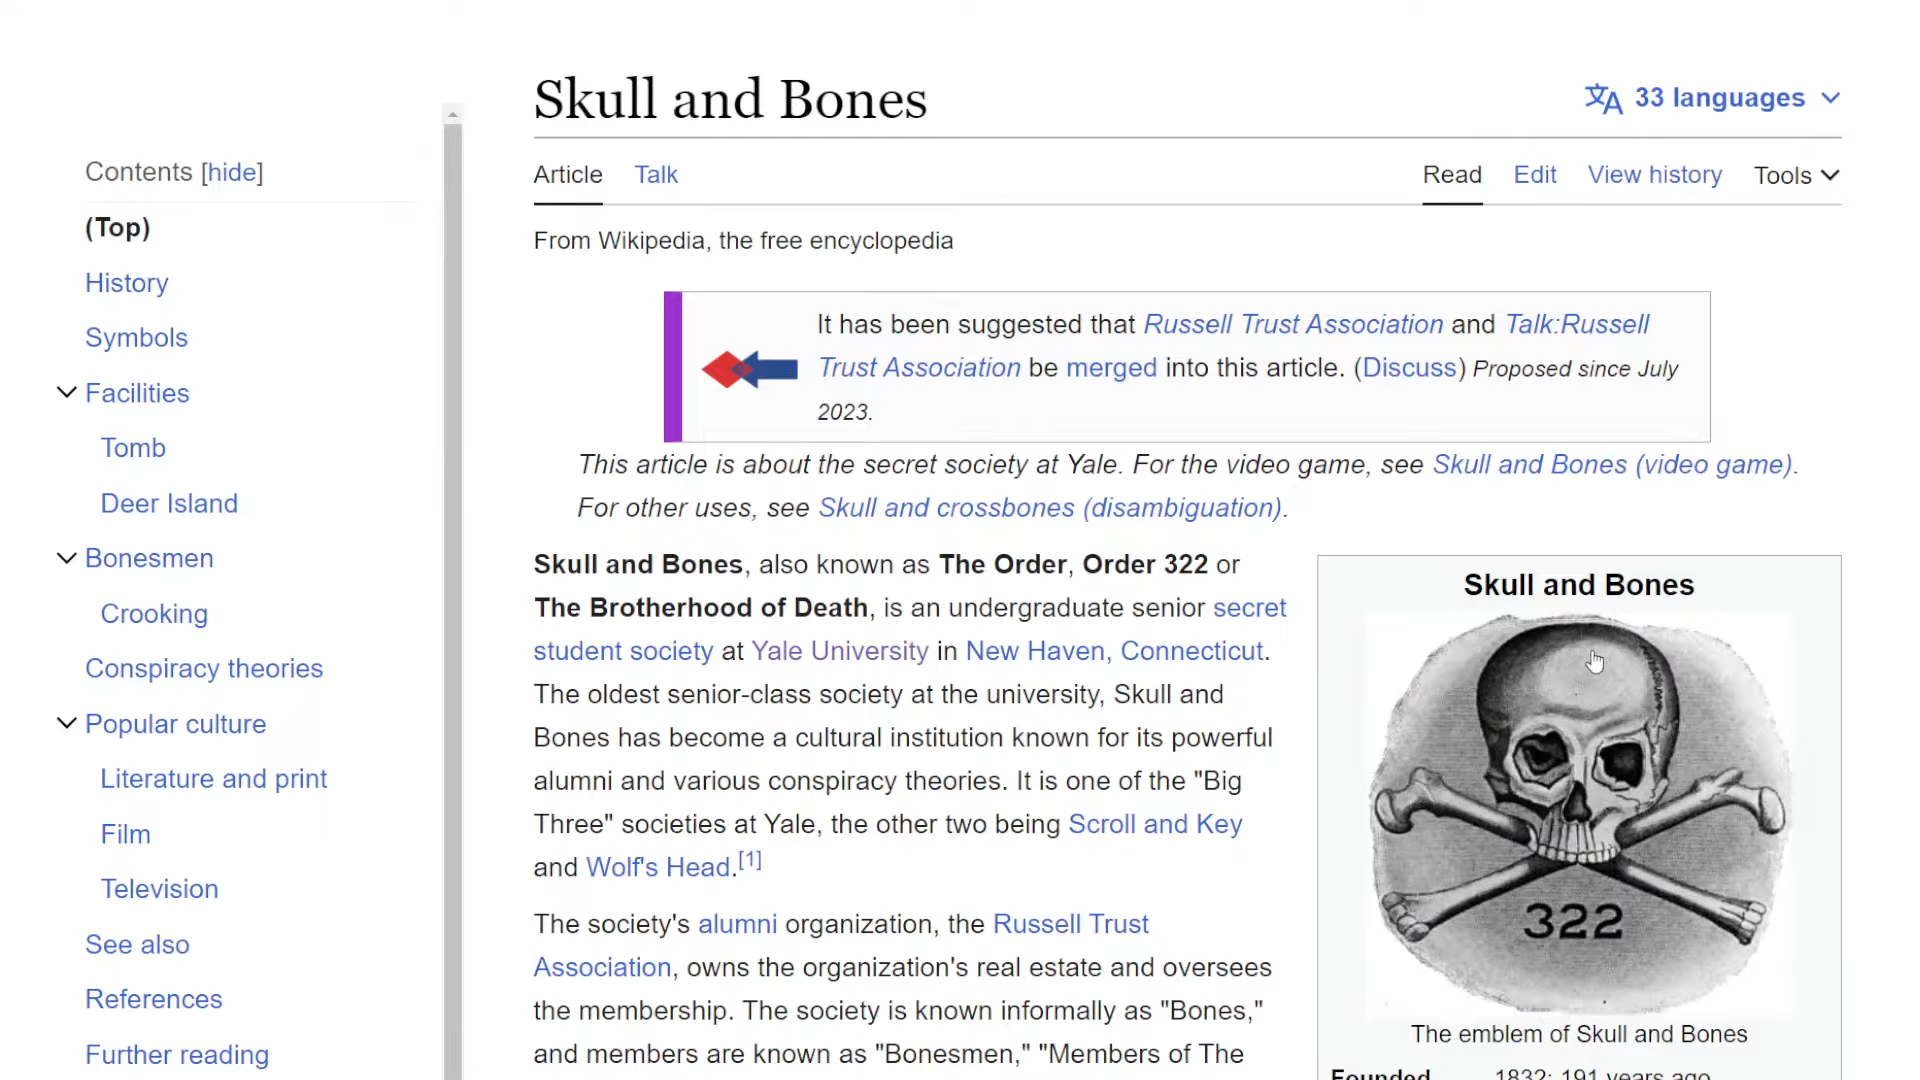 Skull and Bones
33 languages
Contents [hide]
(Top)
History
Symbols
Facilities
Tomb
Deer Island
Bonesmen
Crooking
Conspiracy theories
Popular culture
Literature and print
Film
Television
See also
References
Further reading
Article Talk
Read Edit View history Tools
From Wikipedia, the free encyclopedia
It has been suggested that Russell Trust Association and Talk:Russell
Trust Association be merged into this article. (Discuss) Proposed since July
2023.
This article is about the secret society at Yale. For the video game, see Skull and Bones (video game).
For other uses, see Skull and crossbones (disambiguation).
Skull and Bones, also known as The Order, Order 322 or
The Brotherhood of Death, is an undergraduate senior secret
student society at Yale University in New Haven, Connecticut.
The oldest senior-class society at the university, Skull and
Bones has become a cultural institution known for its powerful
alumni and various conspiracy theories. It is one of the "Big
Three" societies at Yale, the other two being Scroll and Key
and Wolf's Head.[1]
The society's alumni organization, the Russell Trust
Association, owns the organization's real estate and oversees
the membership. The society is known informally as "Bones,"
and members are known as "Bonesmen," "Members of The
Skull and Bones
322
The emblem of Skull and Bones
Founded 1832; 191 years ago